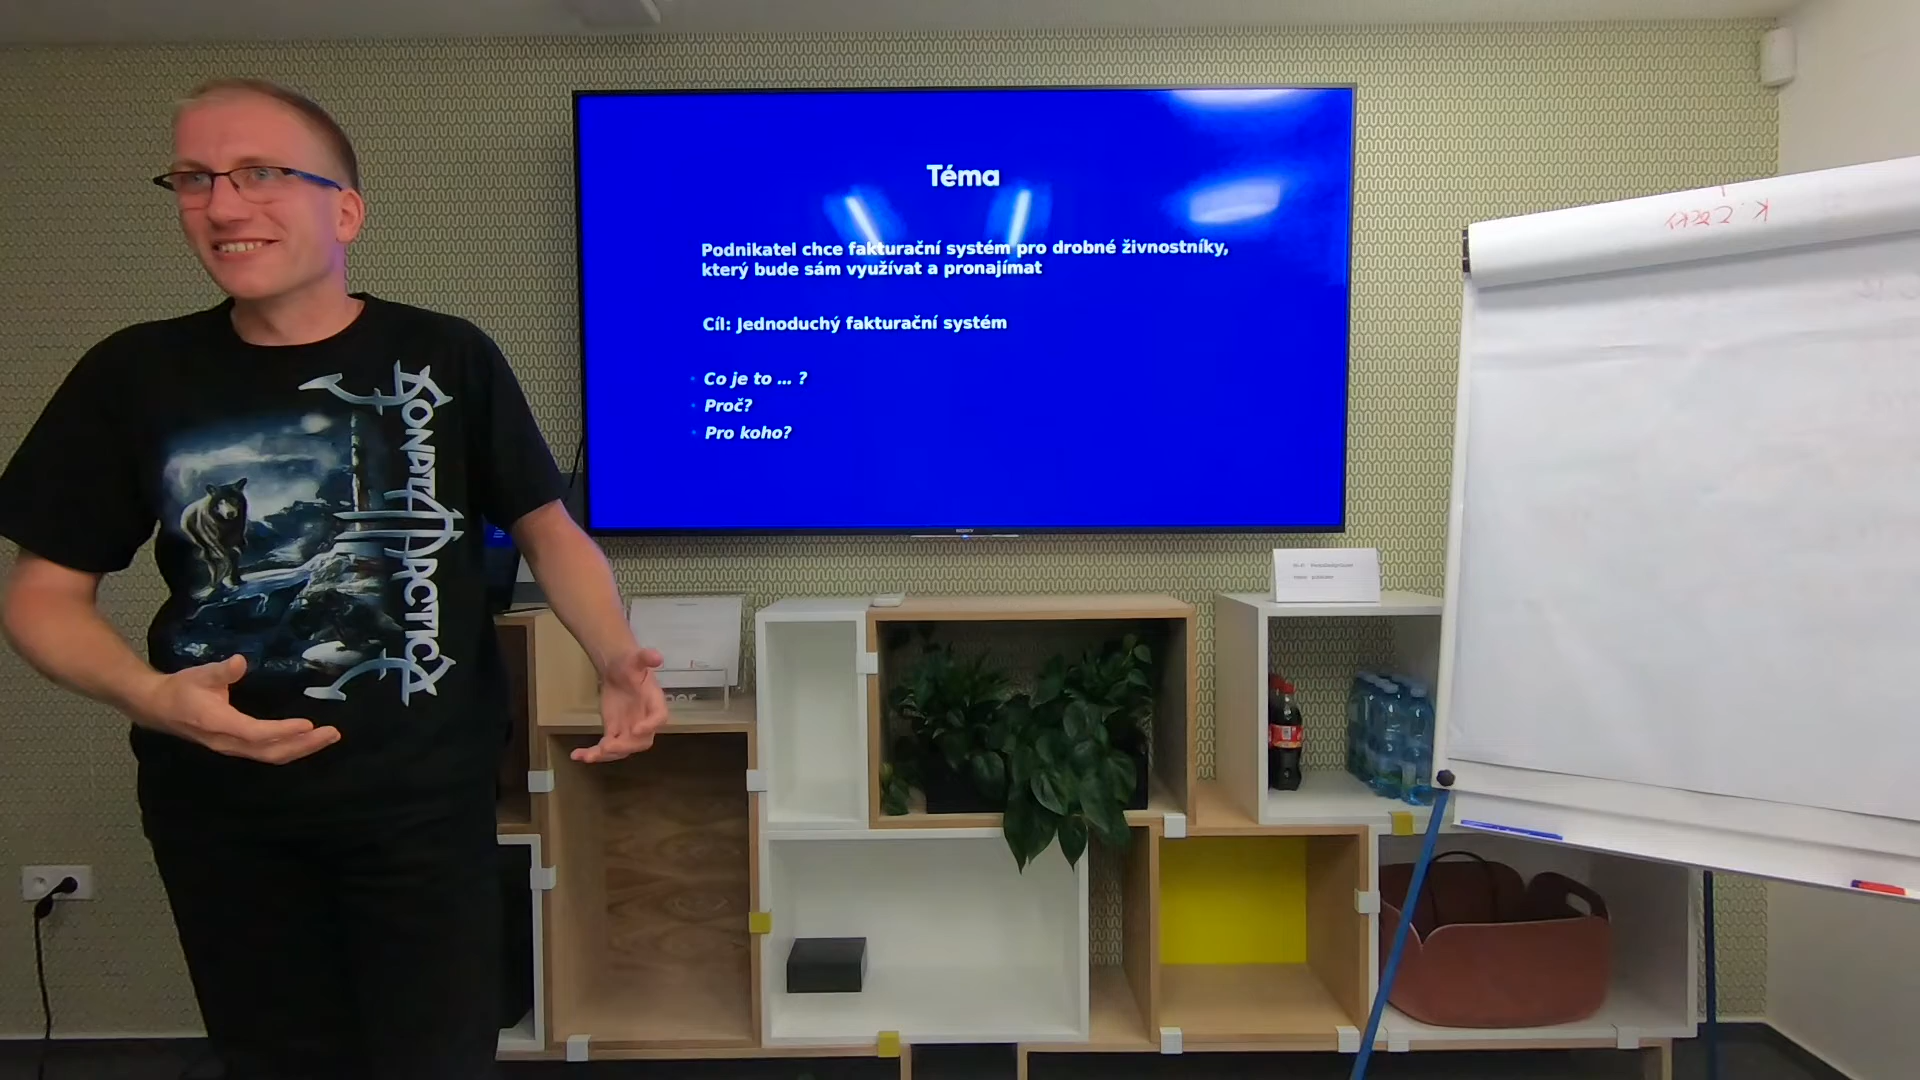 Téma
Podnikatel chce fakturační systém pro drobné živnostníky,
který bude sám využívat a pronajímat
Cíl: Jednoduchý fakturační systém
Co je to ... ?
Proč?
Pro koho?
SONATA ARCTICA
SONY